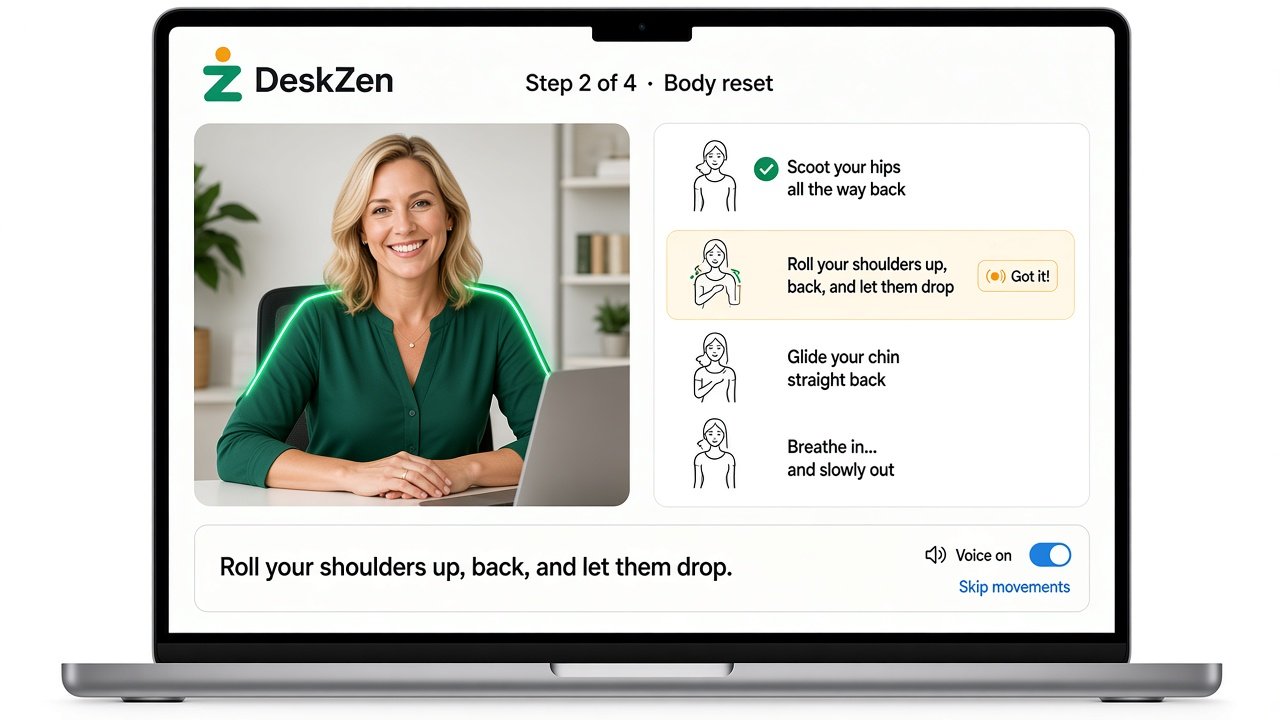 DeskZen
Step 2 of 4 · Body reset
Scoot your hips
all the way back
Roll your shoulders up,
back, and let them drop
Got it!
Glide your chin
straight back
Breathe in...
and slowly out
Roll your shoulders up, back, and let them drop.
Voice on
Skip movements